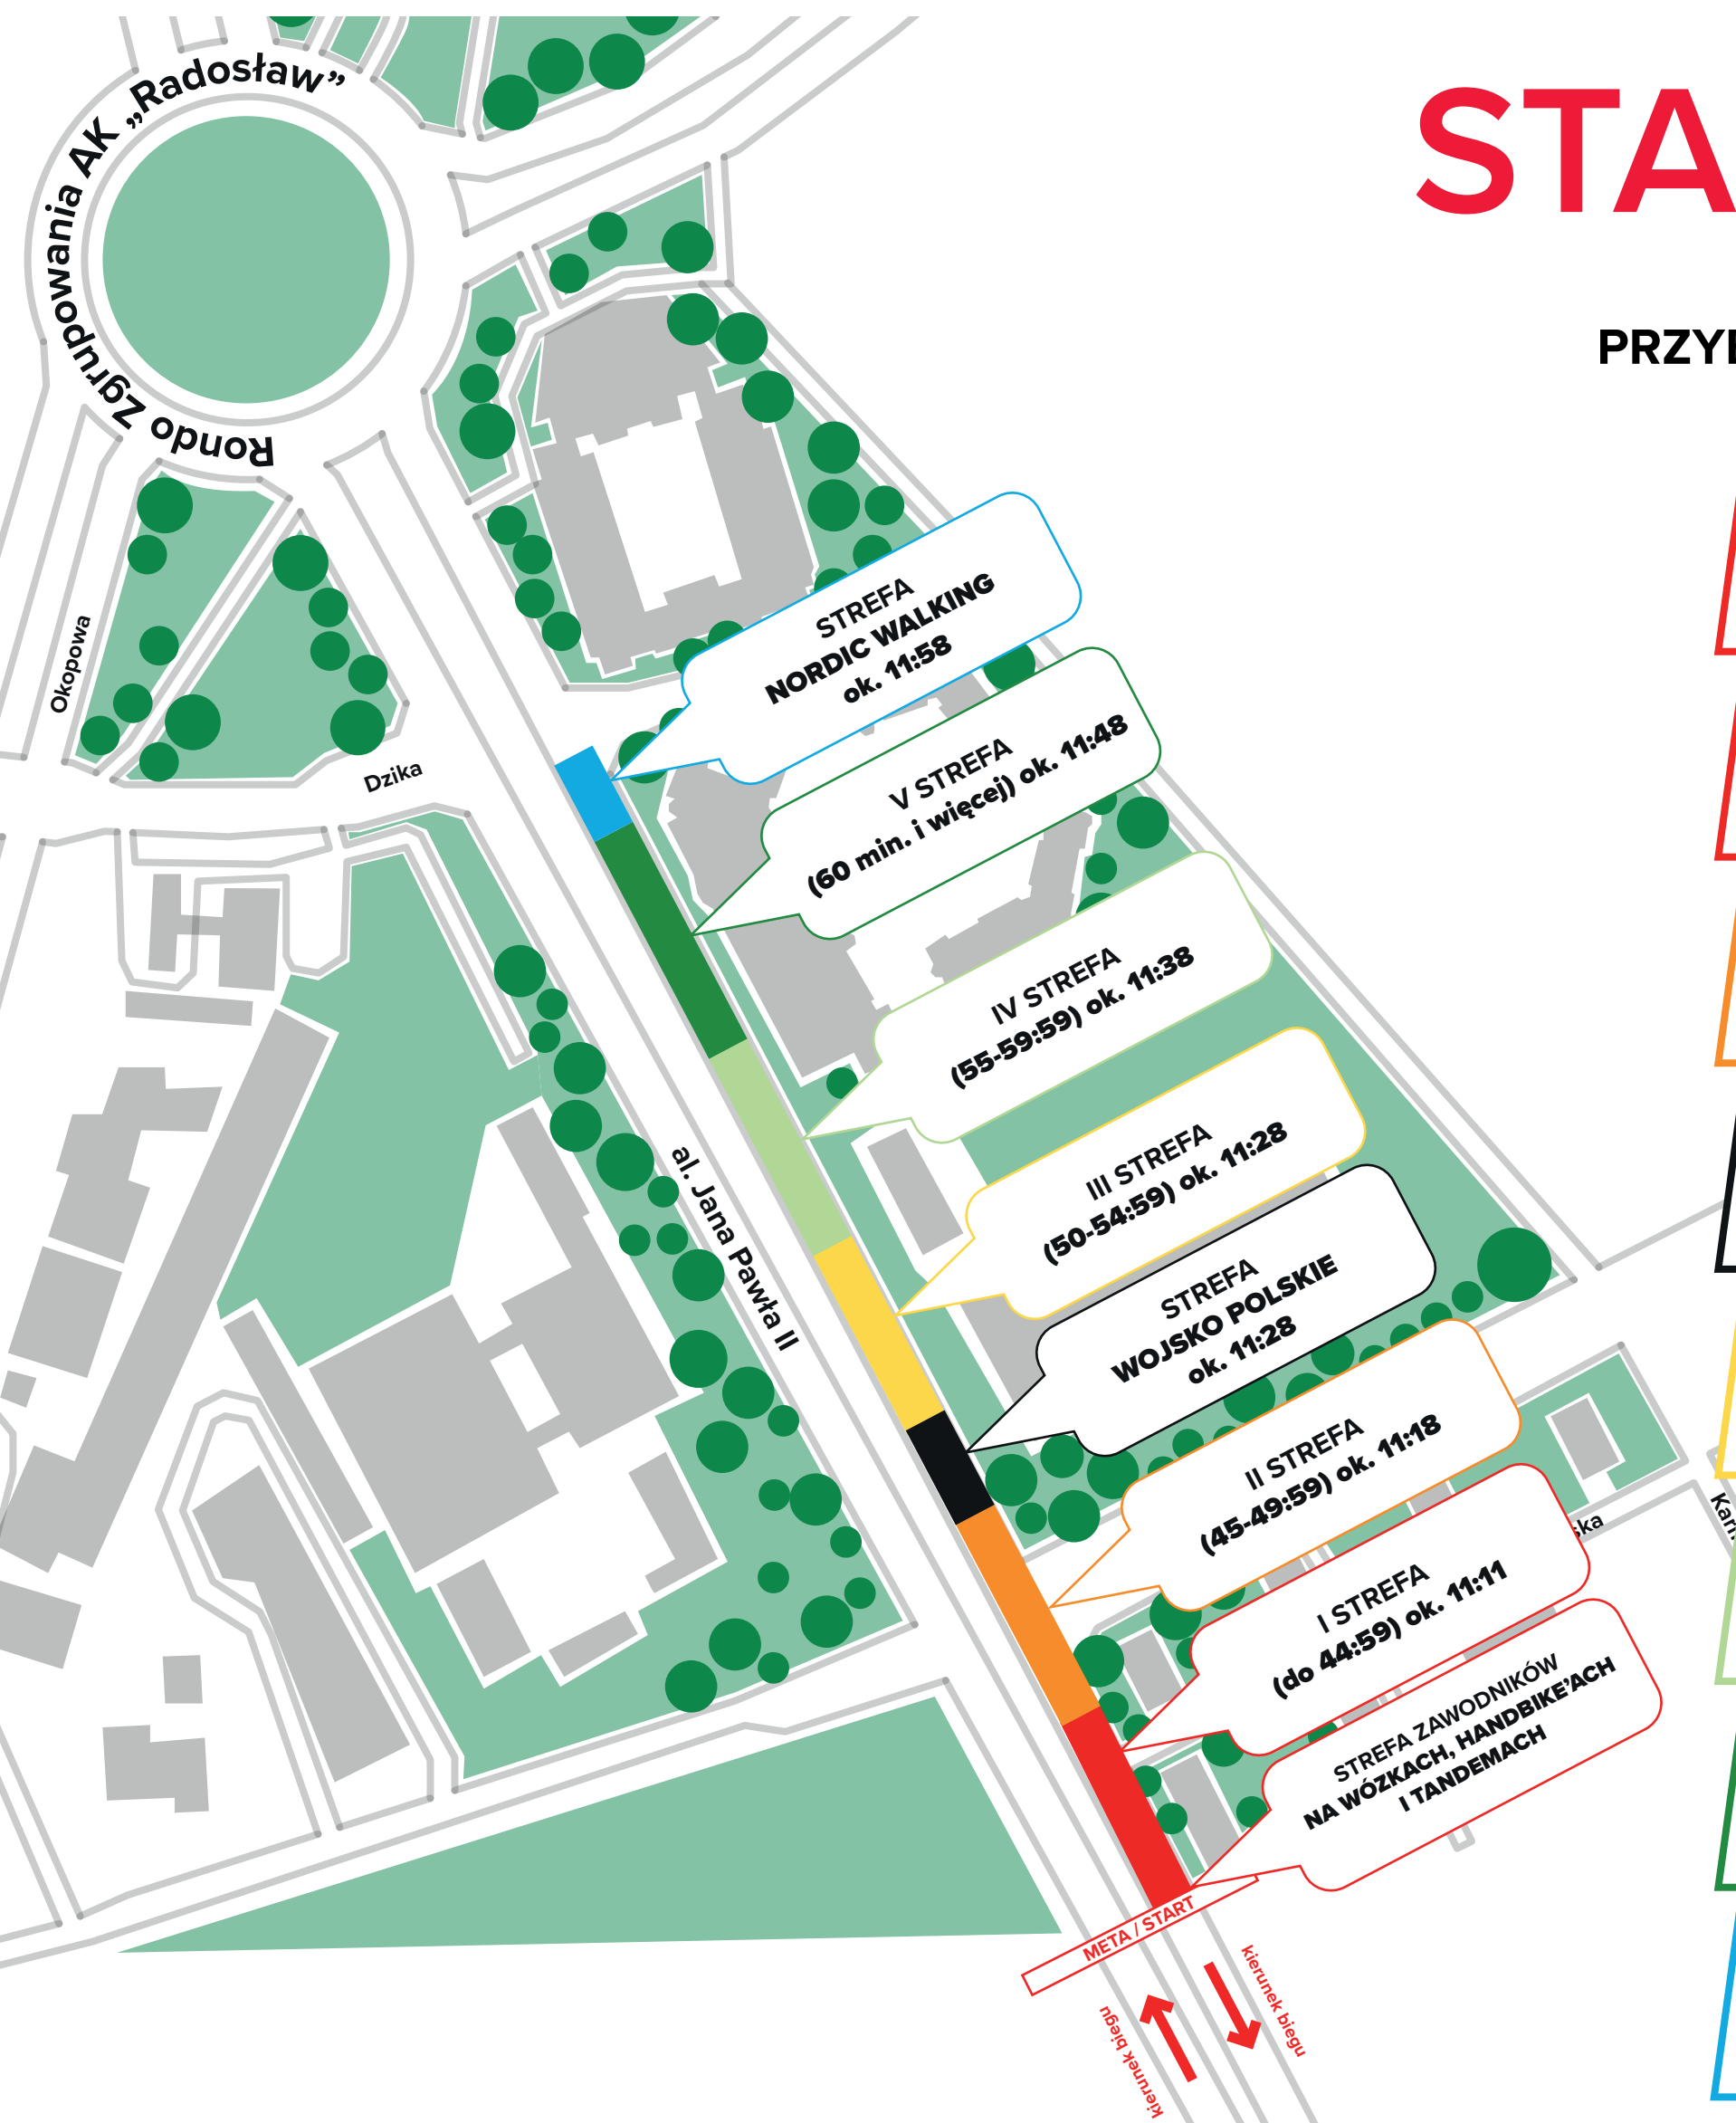 STA
PRZY
Rondo Zgrupowania AK „Radosław”
Okopowa
Dzika
al. Jana Pawła II
STREFA
NORDIC WALKING
ok. 11:58
V STREFA
(60 min. i więcej) ok. 11:48
IV STREFA
(55-59:59) ok. 11:38
III STREFA
(50-54:59) ok. 11:28
STREFA
WOJSKO POLSKIE
ok. 11:28
II STREFA
(45-49:59) ok. 11:18
ska
I STREFA
(do 44:59) ok. 11:11
STREFA ZAWODNIKÓW
NA WÓZKACH, HANDBIKE’ACH
I TANDEMACH
META / START
kierunek biegu
kierunek biegu